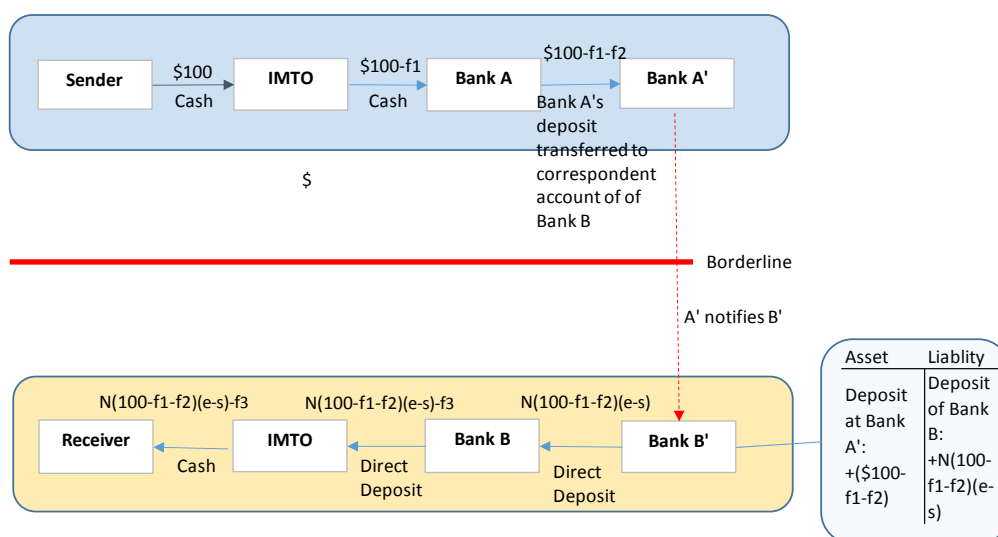 $100-f1-f2
$100
$100-f1
Sender
IMTO
Bank A
Bank A'
Cash
Cash
Bank A's
deposit
transferred to
correspondent
account of of
Bank B
$
Borderline
A' notifies B'
Asset
Liablity
Deposit
at Bank
A':
+($100-
f1-f2)
Deposit
of Bank
B:
+N(100-
f1-f2)(e-
s)
N(100-f1-f2)(e-s)-f3
N(100-f1-f2)(e-s)-f3
N(100-f1-f2)(e-s)
Receiver
IMTO
Bank B
Bank B'
Cash
Direct
Deposit
Direct
Deposit